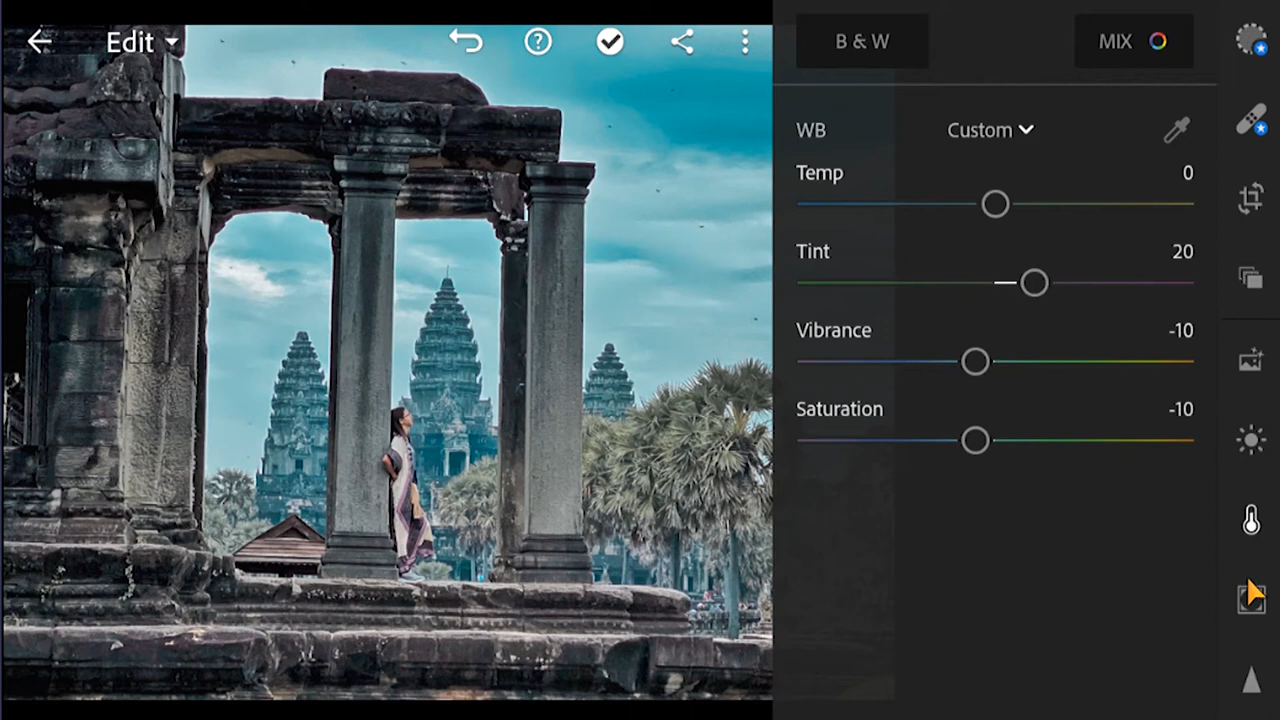 Edit
B & W
MIX
WB
Custom
Temp
0
Tint
20
Vibrance
-10
Saturation
-10